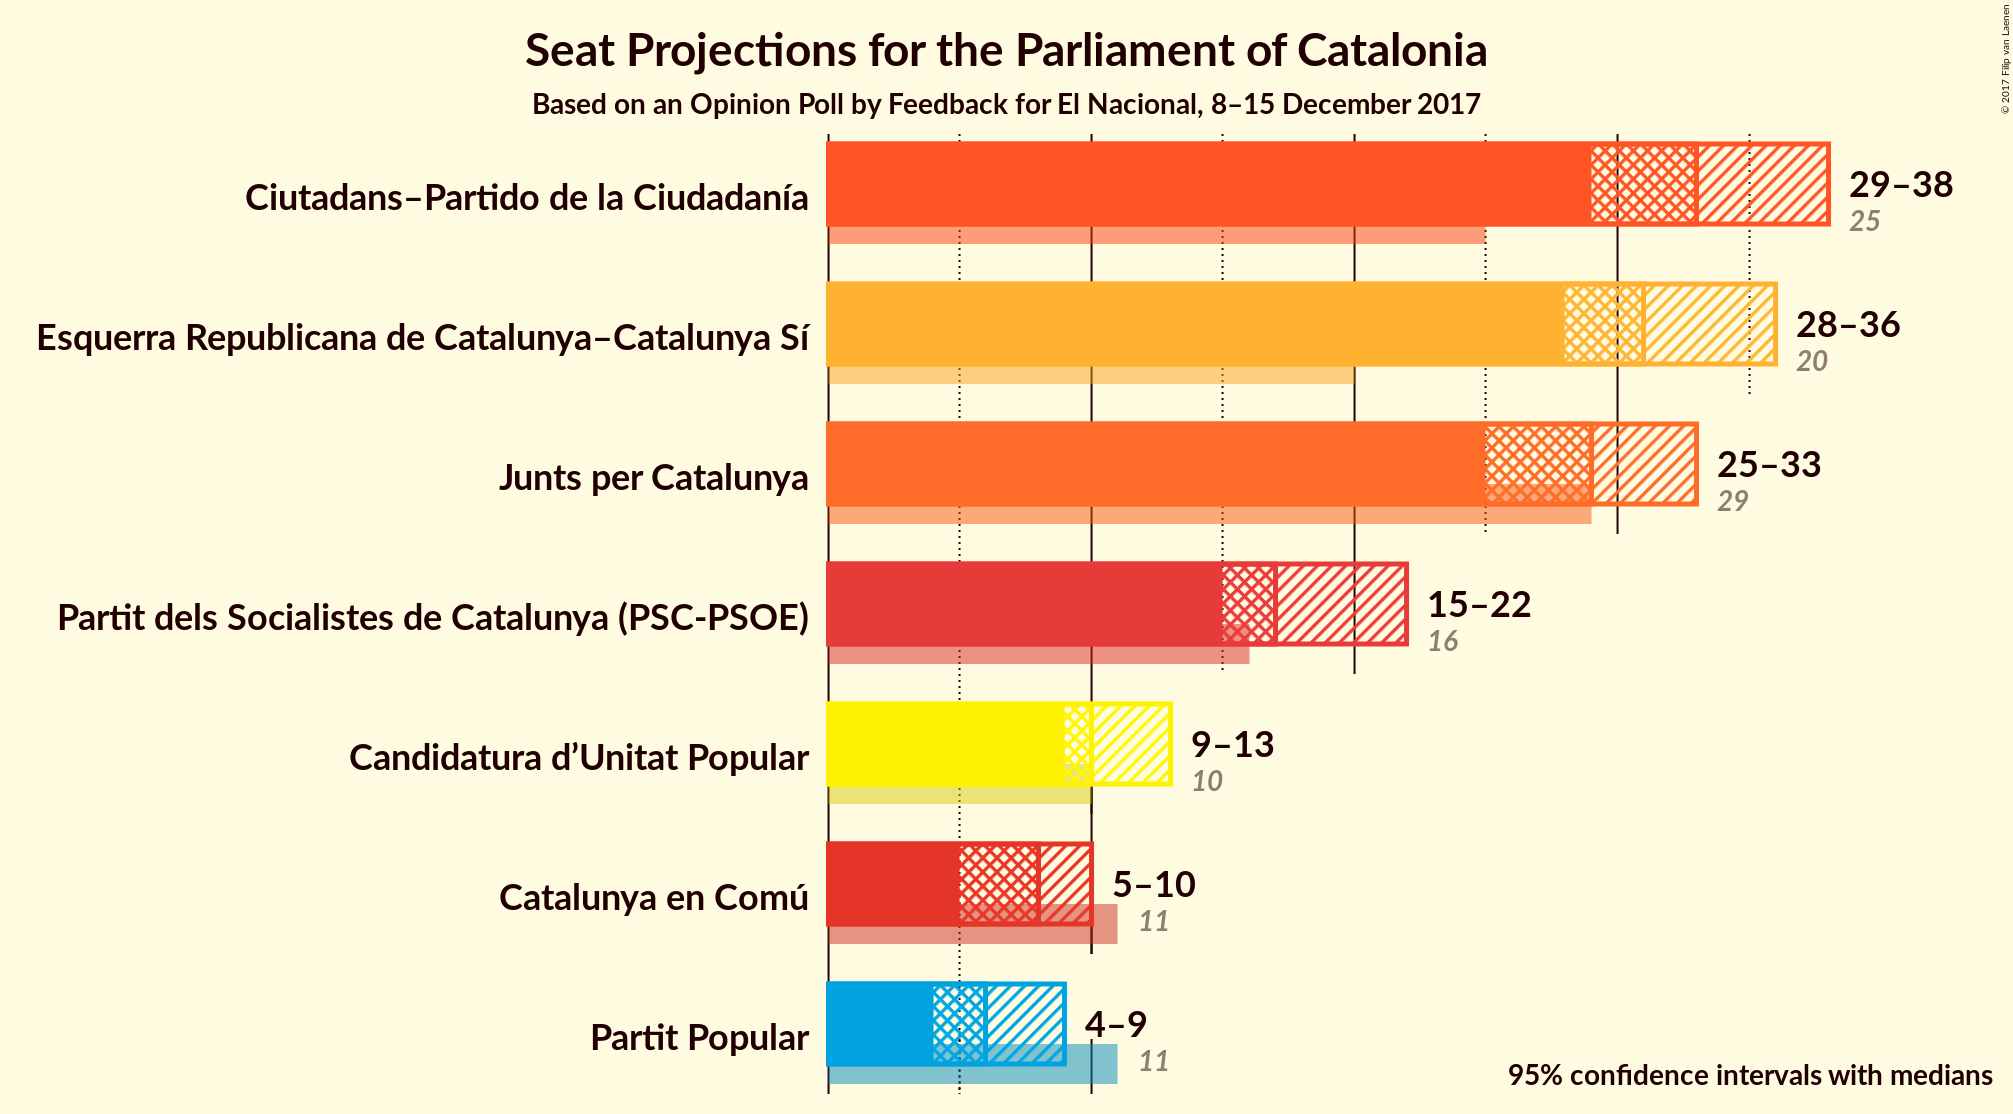 Seat Projections for the Parliament of Catalonia
Based on an Opinion Poll by Feedback for El Nacional, 8–15 December 2017
© 2017 Filip van Laenen
Ciutadans–Partido de la Ciudadanía
29–38
25
Esquerra Republicana de Catalunya–Catalunya Sí
28–36
20
Junts per Catalunya
25–33
29
Partit dels Socialistes de Catalunya (PSC-PSOE)
15–22
16
Candidatura d’Unitat Popular
9–13
10
Catalunya en Comú
5–10
11
Partit Popular
4–9
11
95% confidence intervals with medians